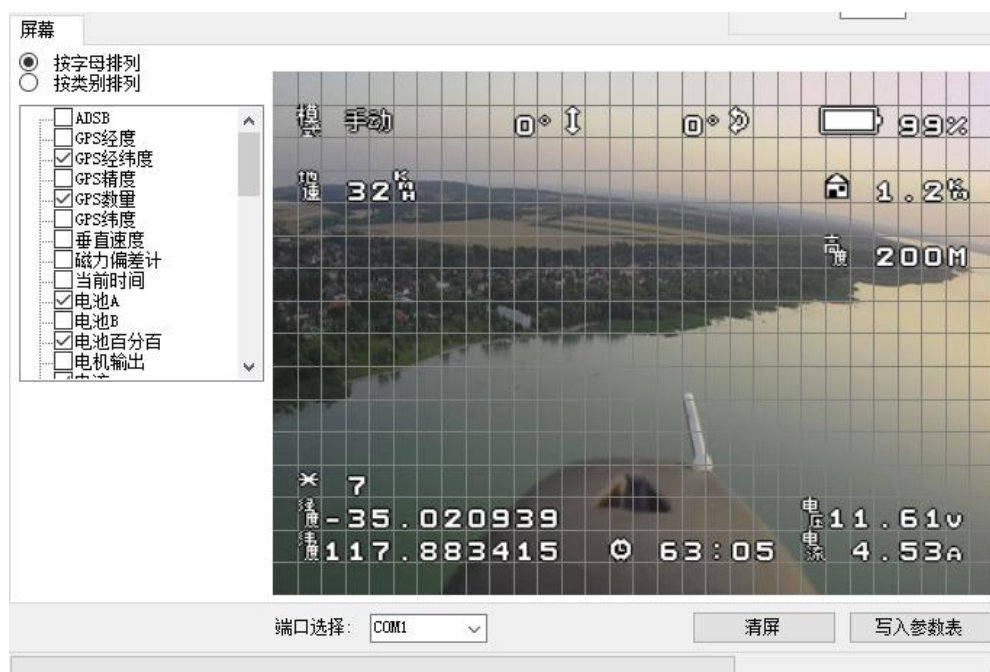 屏幕
按字母排列
按类别排列
ADSB
GPS经度
GPS经纬度
GPS精度
GPS数量
GPS纬度
垂直速度
磁力偏差计
当前时间
电池A
电池B
电池百分百
电机输出
模式 手动 0° 0° 99%
地速 32KMH 1.2Km
高度 200M
7
经度-35.020939 电压11.61v
纬度117.883415 63:05 电流 4.53A
端口选择: COM1 清屏 写入参数表